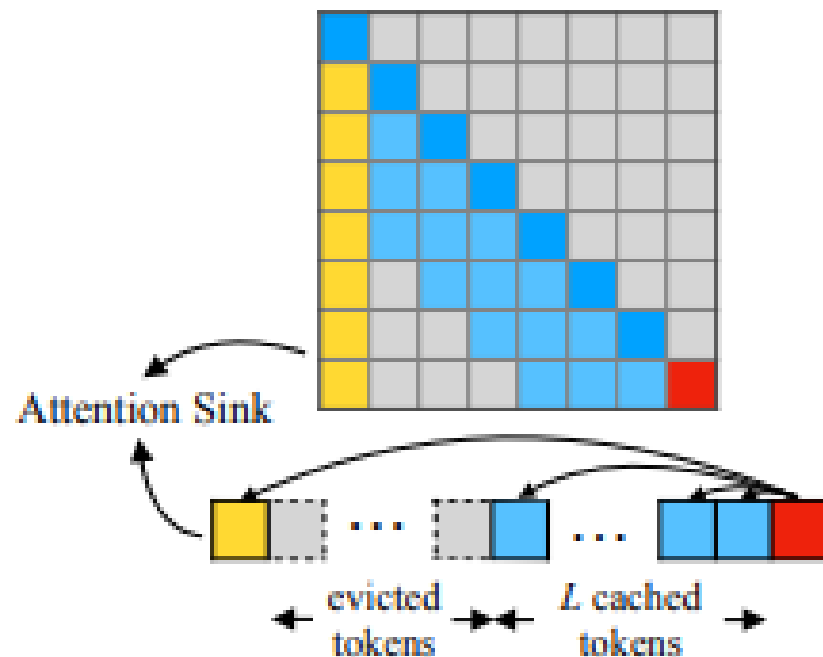 Attention Sink
...
evicted
tokens
...
L cached
tokens